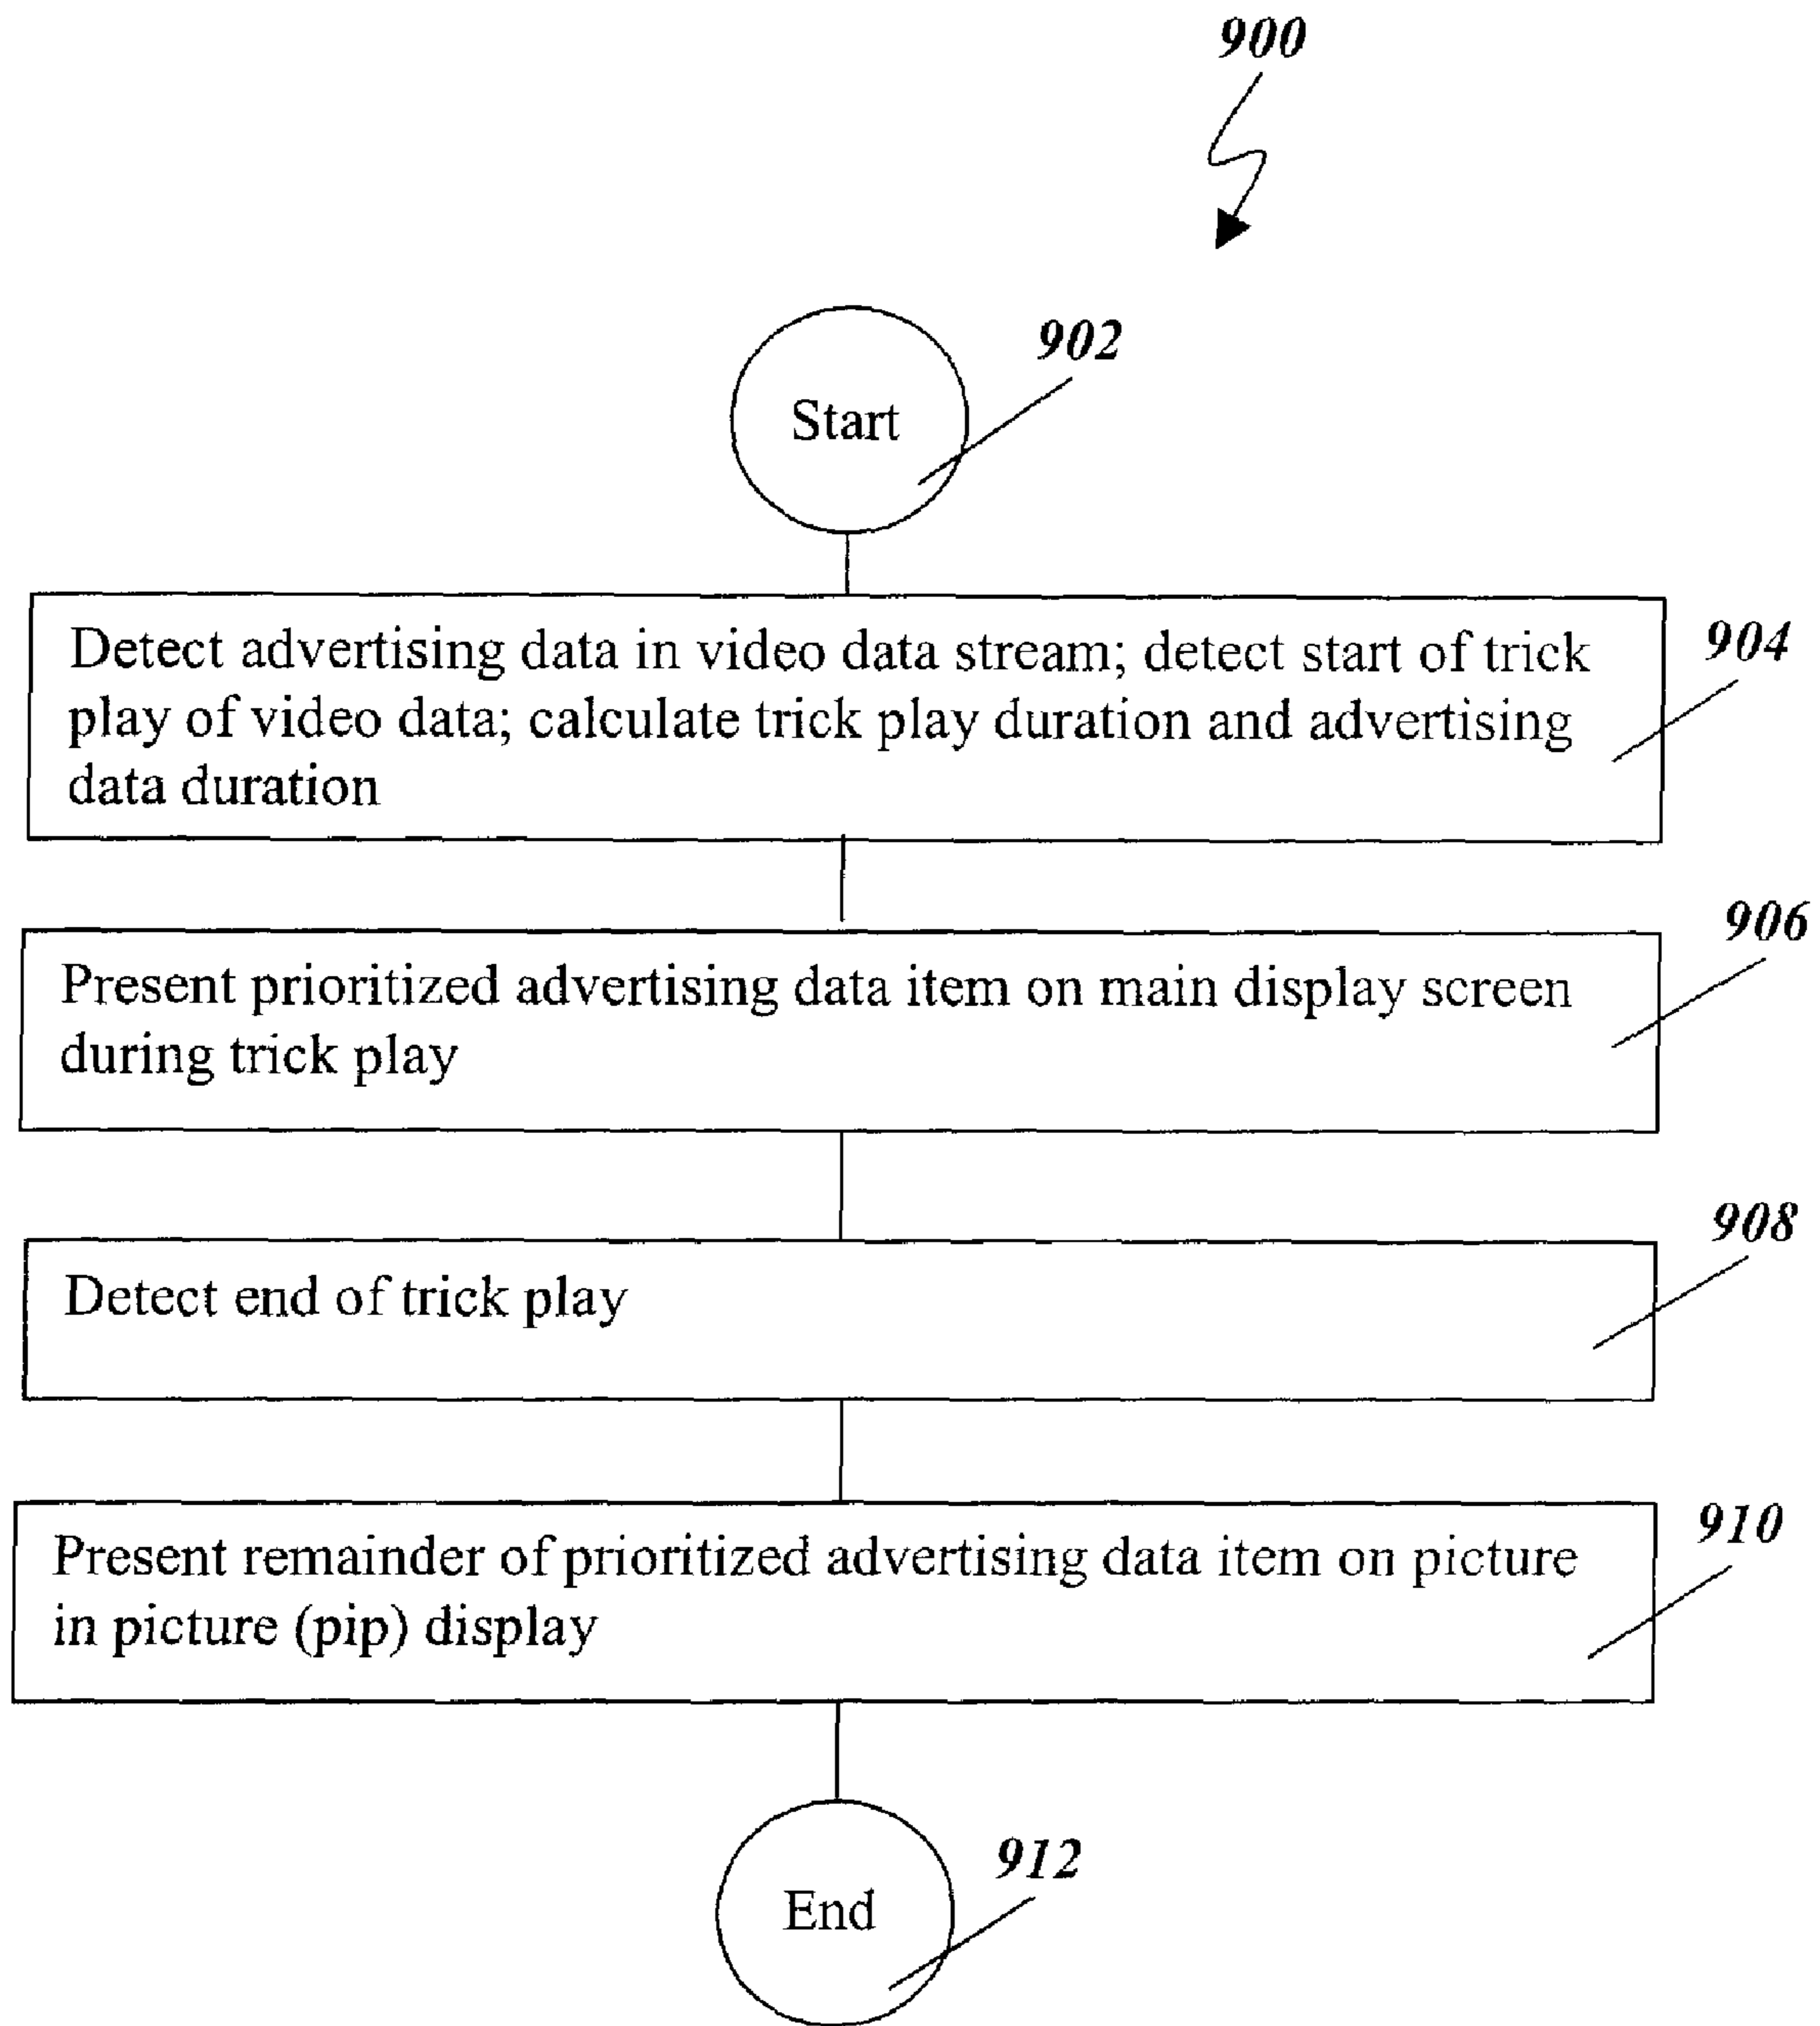 900
902
Start
904
Detect advertising data in video data stream; detect start of trick
play of video data; calculate trick play duration and advertising
data duration
906
Present prioritized advertising data item on main display screen
during trick play
908
Detect end of trick play
910
Present remainder of prioritized advertising data item on picture
in picture (pip) display
912
End